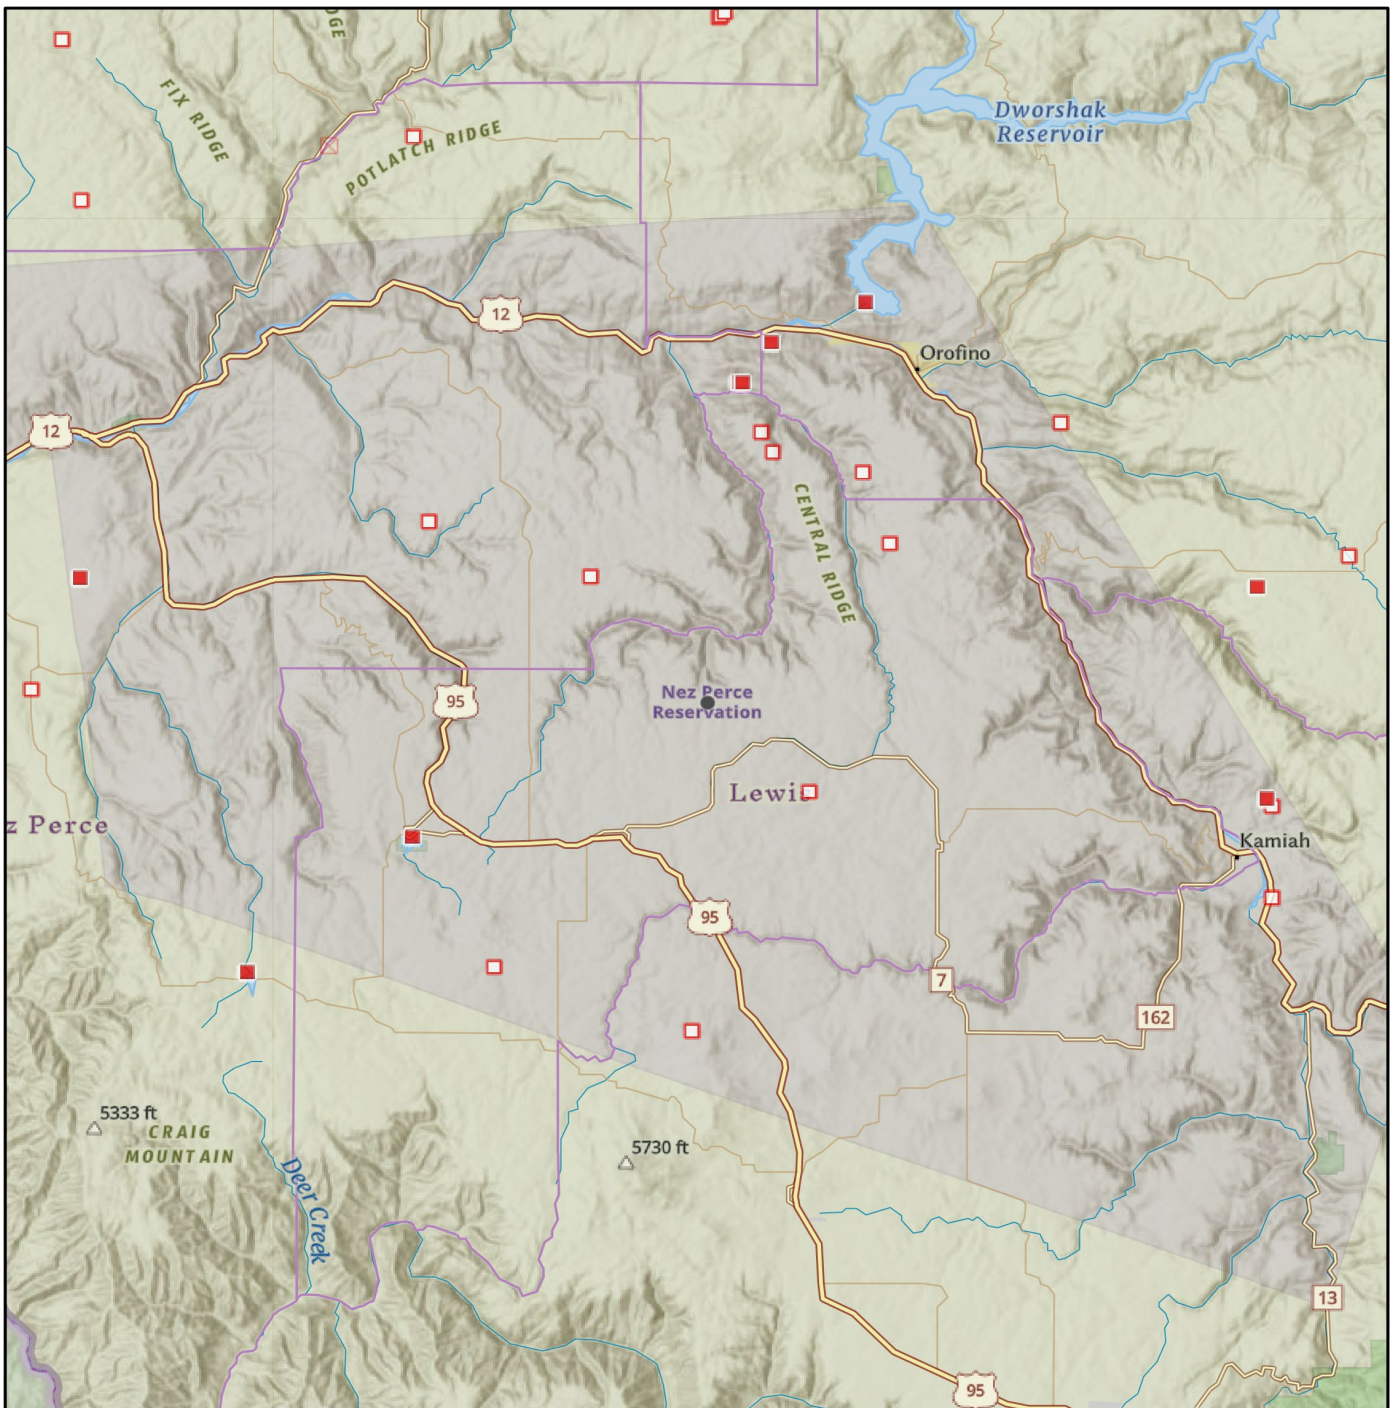 DGE
FIX RIDGE
POTLATCH RIDGE
Dworshak
Reservoir
12
Orofino
12
CENTRAL RIDGE
95
Nez Perce
Reservation
Lewis
z Perce
Kamiah
95
7
162
5333 ft
CRAIG
MOUNTAIN
5730 ft
Deer Creek
13
95